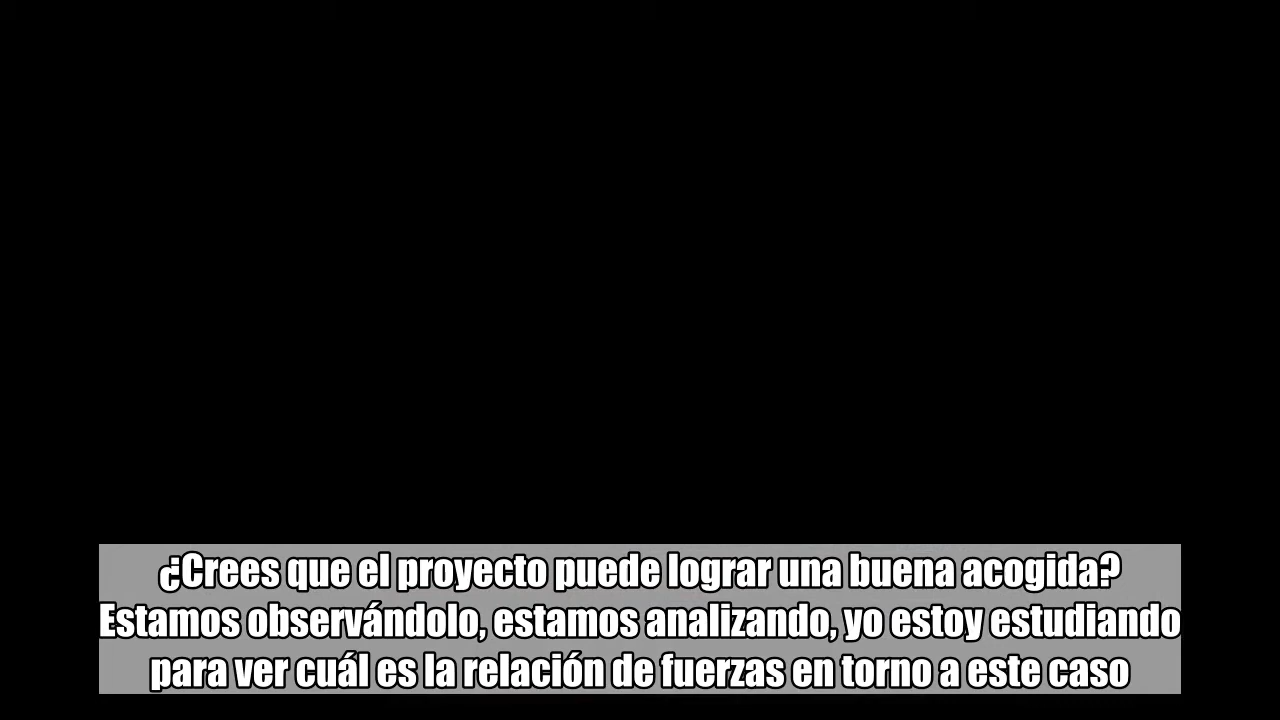 ¿Crees que el proyecto puede lograr una buena acogida?
Estamos observándolo, estamos analizando, yo estoy estudiando
para ver cuál es la relación de fuerzas en torno a este caso